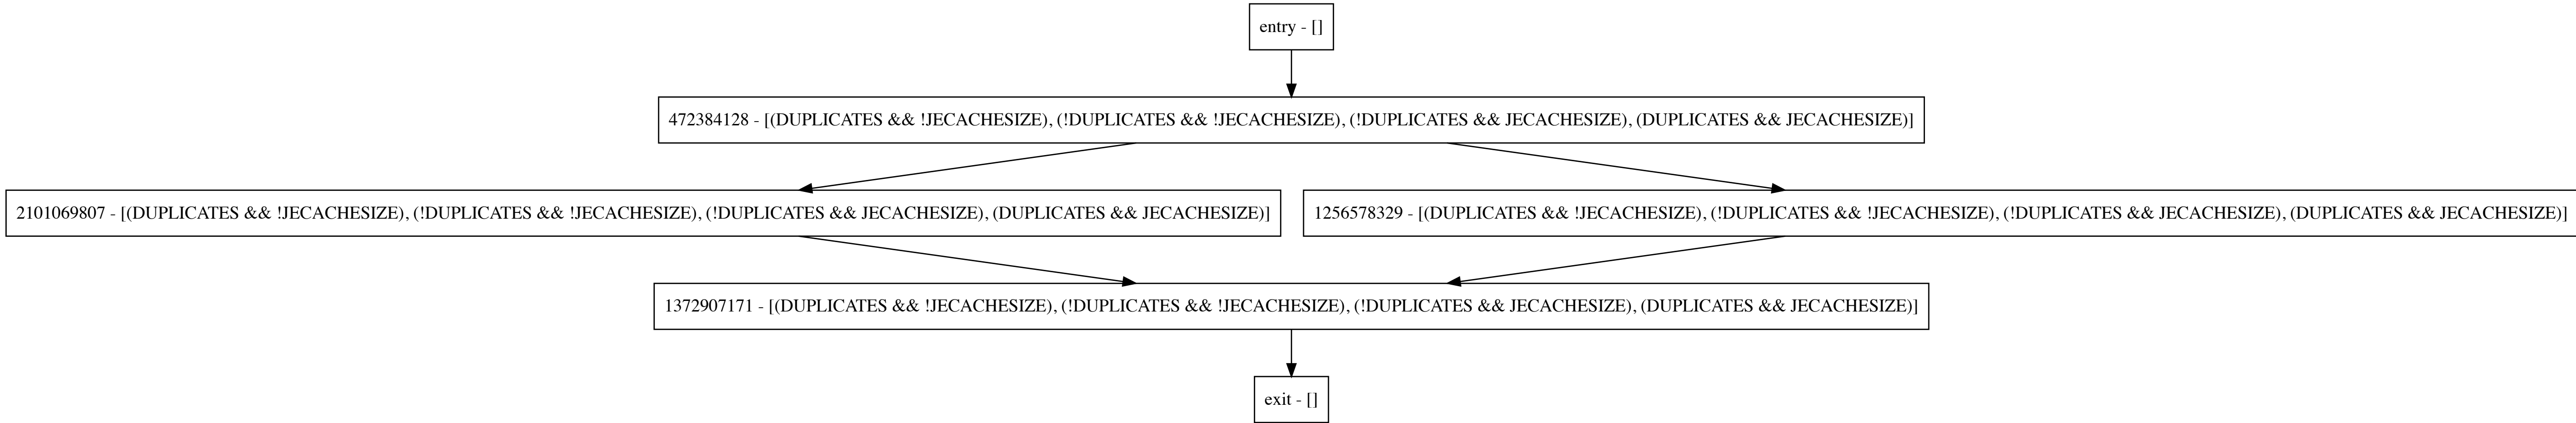 entry - []
472384128 - [(DUPLICATES && !JECACHESIZE), (!DUPLICATES && !JECACHESIZE), (!DUPLICATES && JECACHESIZE), (DUPLICATES && JECACHESIZE)]
2101069807 - [(DUPLICATES && !JECACHESIZE), (!DUPLICATES && !JECACHESIZE), (!DUPLICATES && JECACHESIZE), (DUPLICATES && JECACHESIZE)]
1256578329 - [(DUPLICATES && !JECACHESIZE), (!DUPLICATES && !JECACHESIZE), (!DUPLICATES && JECACHESIZE), (DUPLICATES && JECACHESIZE)]
1372907171 - [(DUPLICATES && !JECACHESIZE), (!DUPLICATES && !JECACHESIZE), (!DUPLICATES && JECACHESIZE), (DUPLICATES && JECACHESIZE)]
exit - []